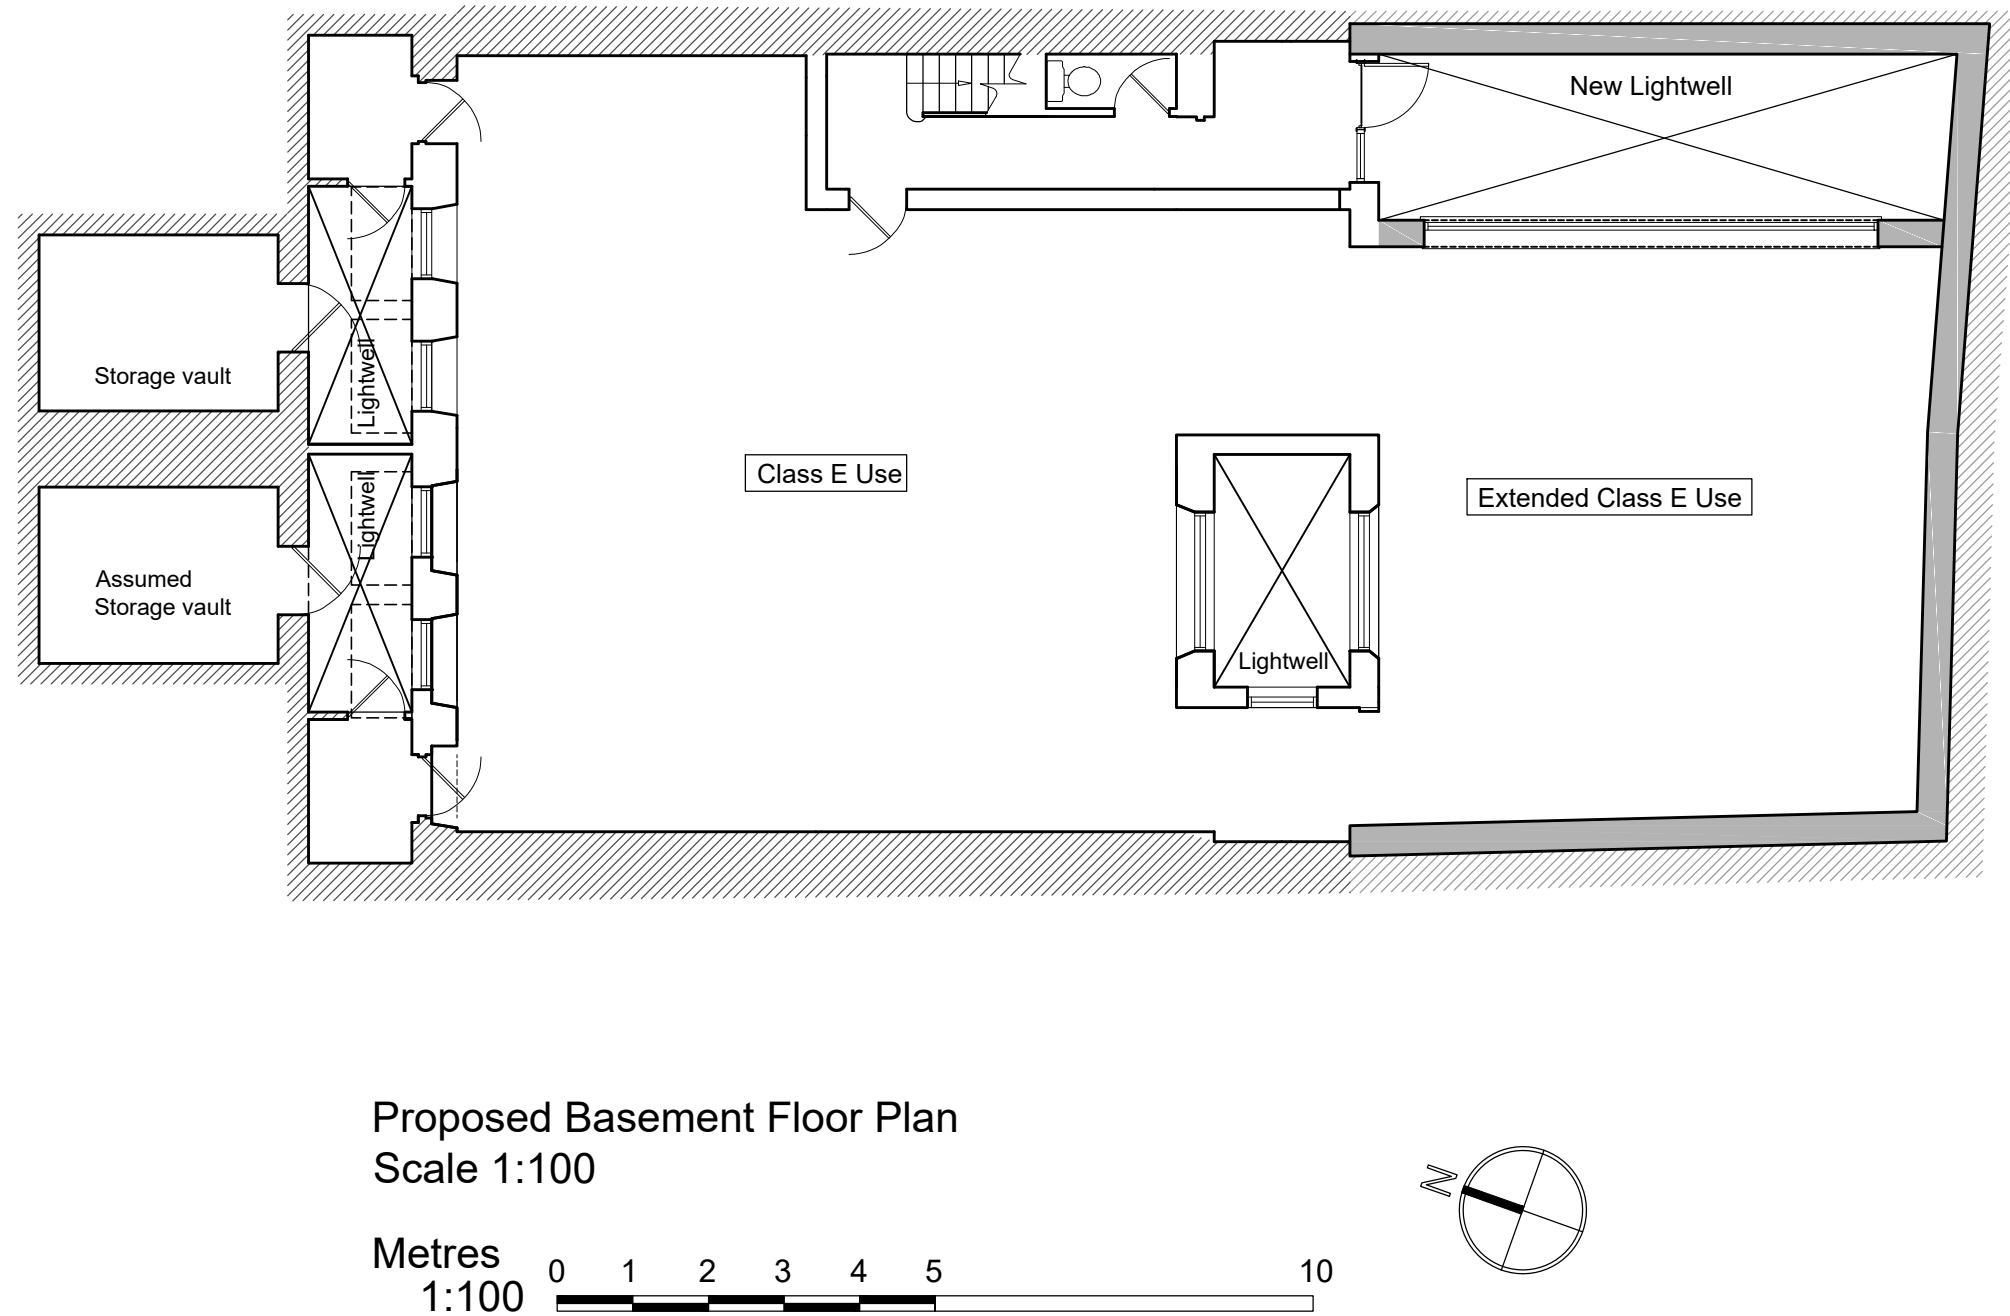 New Lightwell
Storage vault
Lightwell
Class E Use
Extended Class E Use
Lightwell
Assumed
Storage vault
Lightwell
Proposed Basement Floor Plan
Scale 1:100
N
Metres
1:100
0 1 2 3 4 5 10